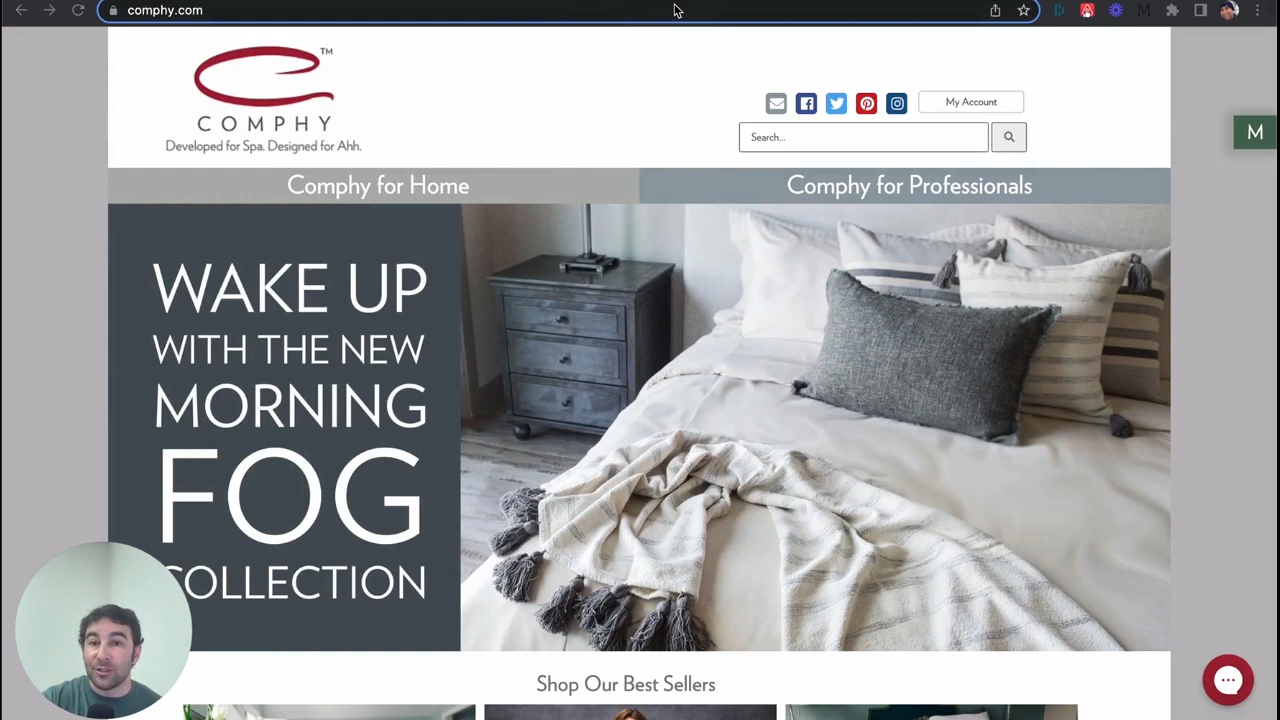 comphy.com
TM
COMPHY
Developed for Spa. Designed for Ahh.
My Account
Search...
M
Comphy for Home
Comphy for Professionals
WAKE UP
WITH THE NEW
MORNING
FOG
COLLECTION
Shop Our Best Sellers